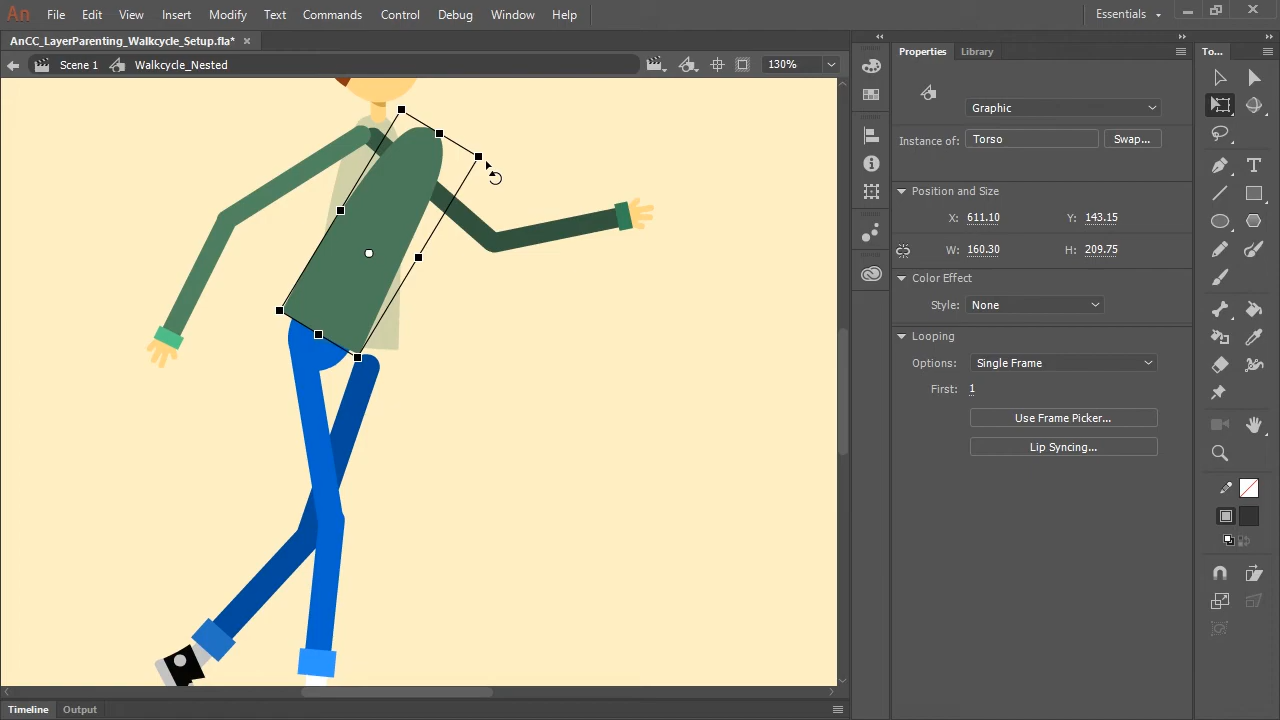 An File Edit View Insert Modify Text Commands Control Debug Window Help Essentials
AnCC_LayerParenting_Walkcycle_Setup.fla* ×
Scene 1 Walkcycle_Nested 130%
Properties Library To...
Graphic
Instance of: Torso Swap...
Position and Size
X: 611.10 Y: 143.15
W: 160.30 H: 209.75
Color Effect
Style: None
Looping
Options: Single Frame
First: 1
Use Frame Picker...
Lip Syncing...
Timeline Output